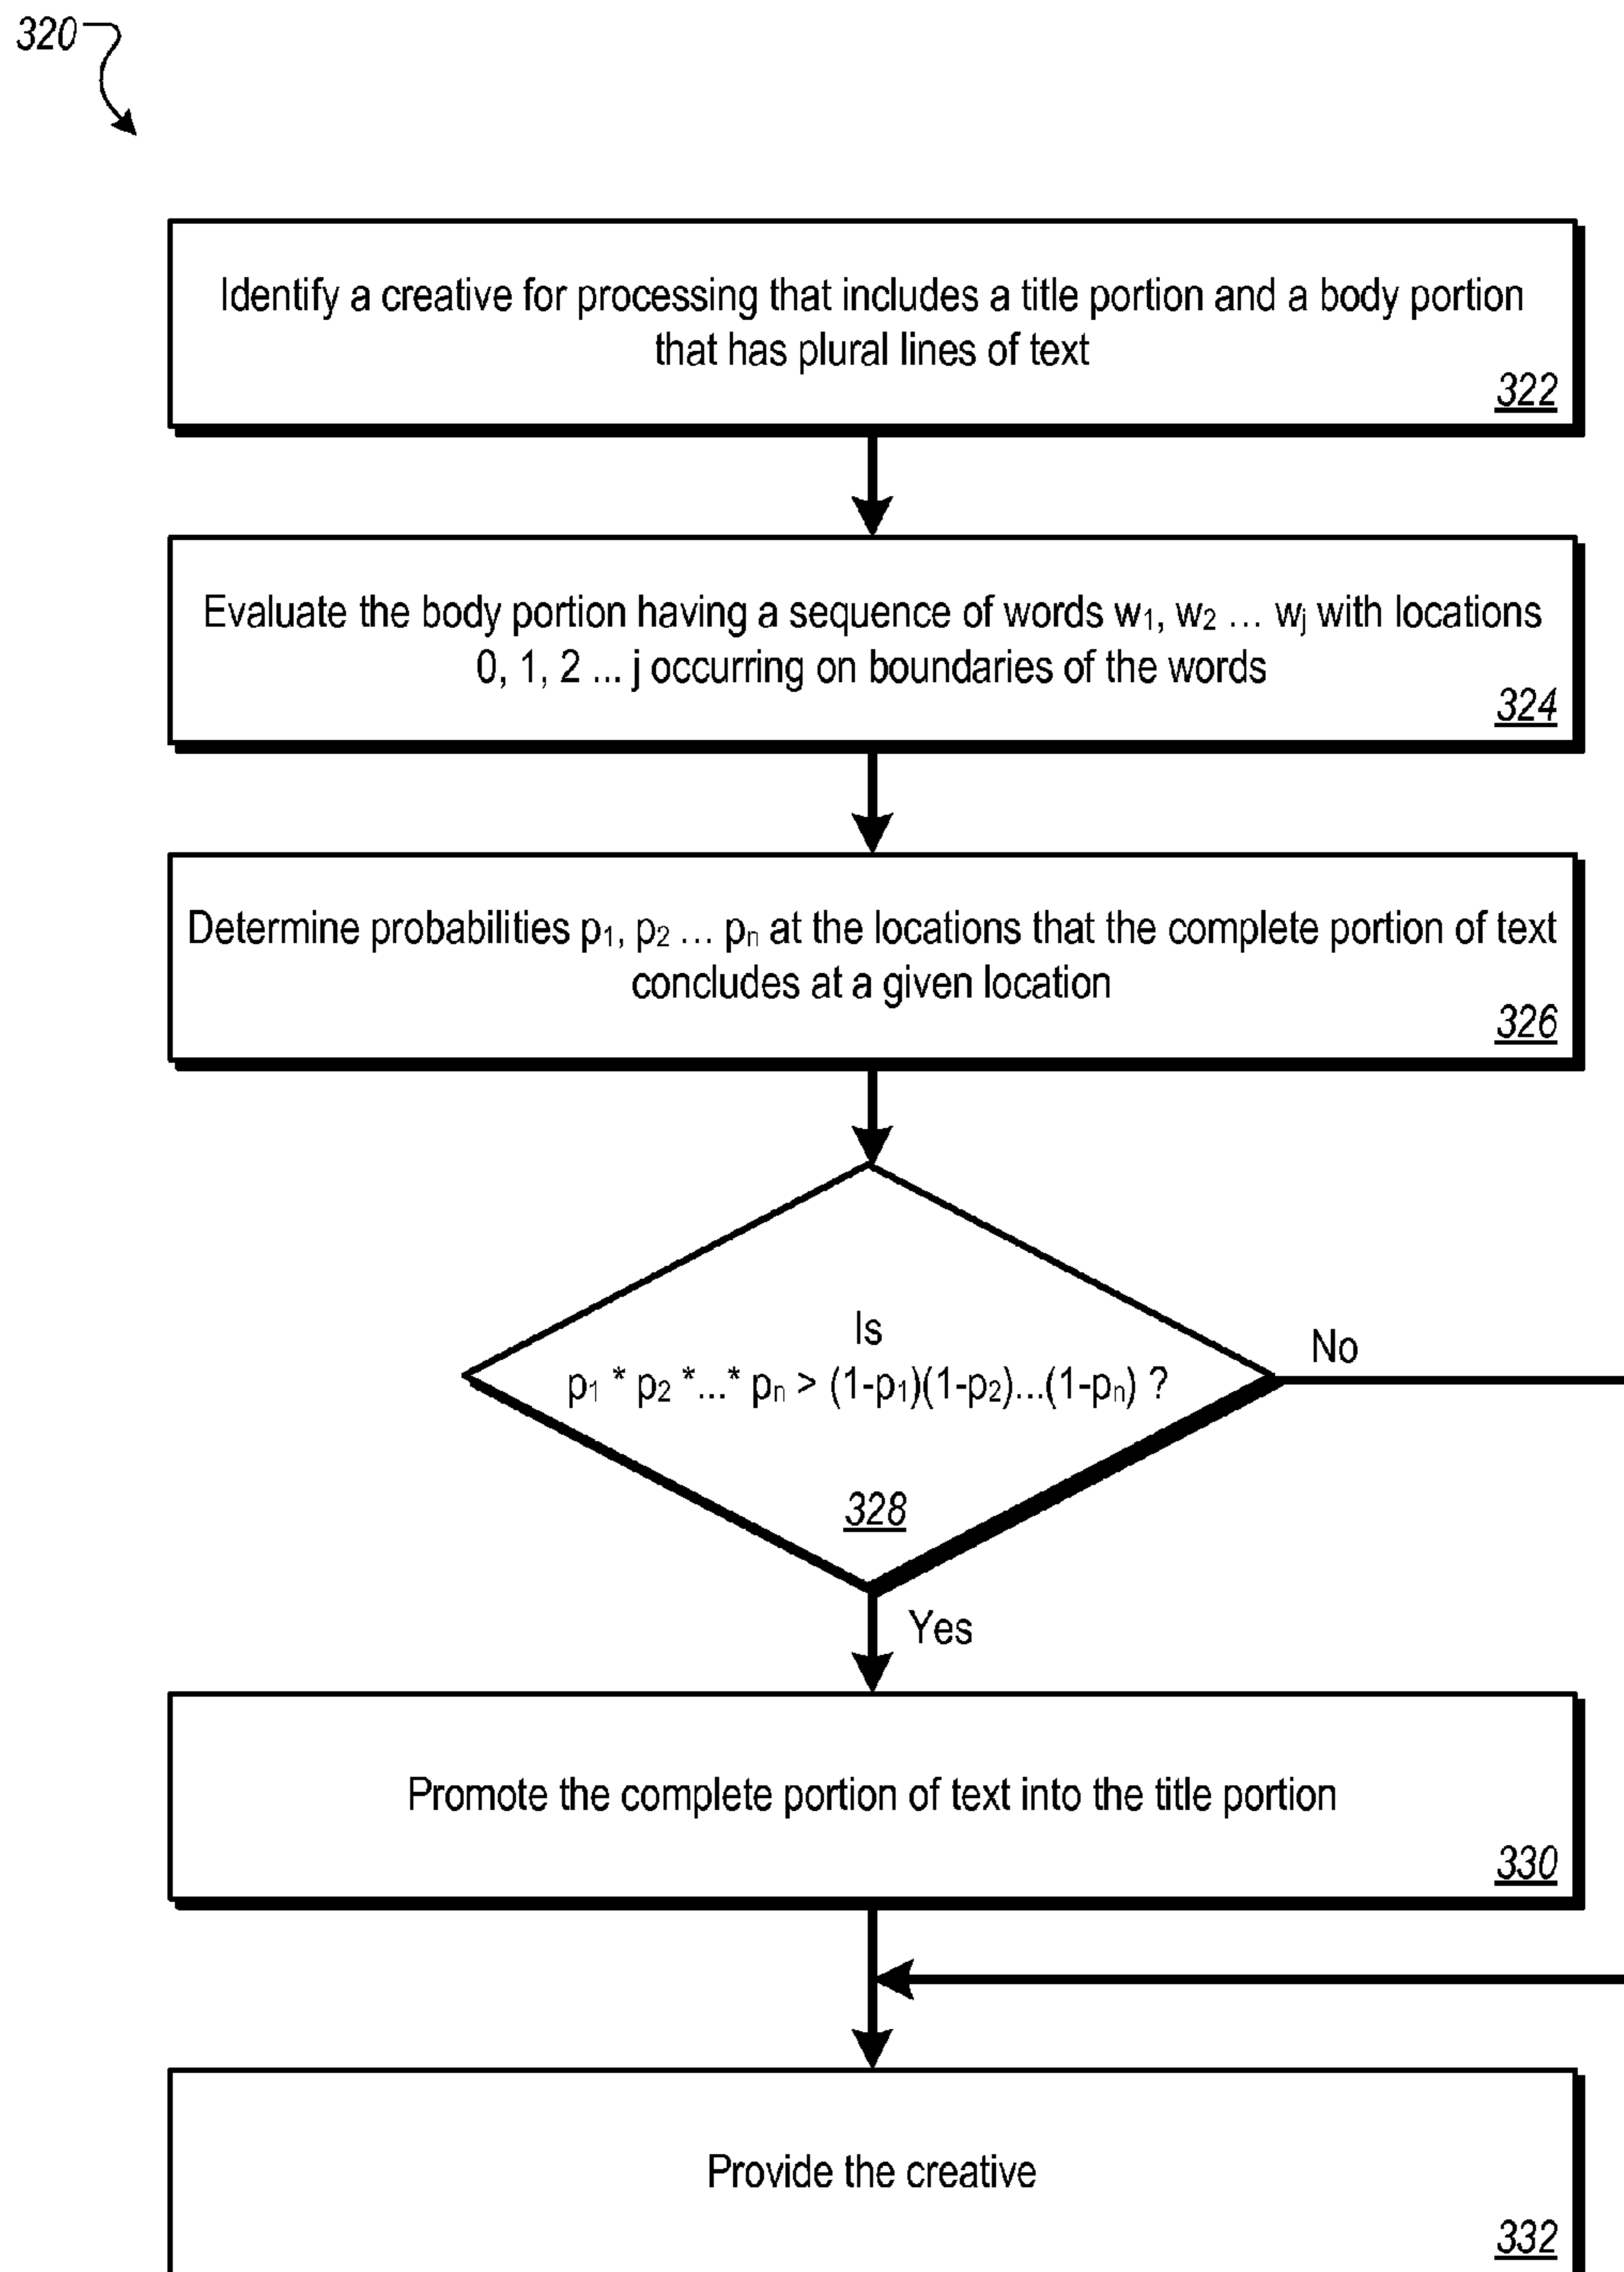 320
Identify a creative for processing that includes a title portion and a body portion
that has plural lines of text
322
Evaluate the body portion having a sequence of words w₁, w₂ ... wⱼ with locations
0, 1, 2 ... j occurring on boundaries of the words
324
Determine probabilities p₁, p₂ ... pₙ at the locations that the complete portion of text
concludes at a given location
326
Is
p₁ * p₂ *...* pₙ > (1-p₁)(1-p₂)...(1-pₙ) ?
No
328
Yes
Promote the complete portion of text into the title portion
330
Provide the creative
332